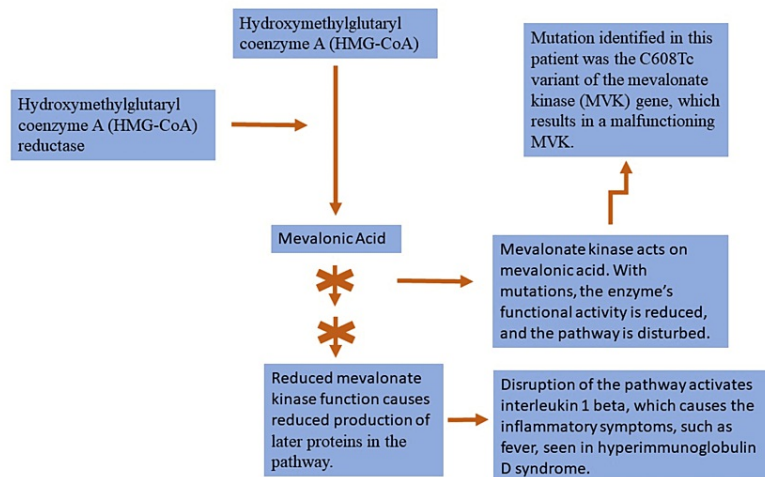 Hydroxymethylglutaryl
coenzyme A (HMG-CoA)
Mutation identified in this
patient was the C608Tc
variant of the mevalonate
kinase (MVK) gene, which
results in a malfunctioning
MVK.
Hydroxymethylglutaryl
coenzyme A (HMG-CoA)
reductase
Mevalonic Acid
Mevalonate kinase acts on
mevalonic acid. With
mutations, the enzyme’s
functional activity is reduced,
and the pathway is disturbed.
Reduced mevalonate
kinase function causes
reduced production of
later proteins in the
pathway.
Disruption of the pathway activates
interleukin 1 beta, which causes the
inflammatory symptoms, such as
fever, seen in hyperimmunoglobulin
D syndrome.